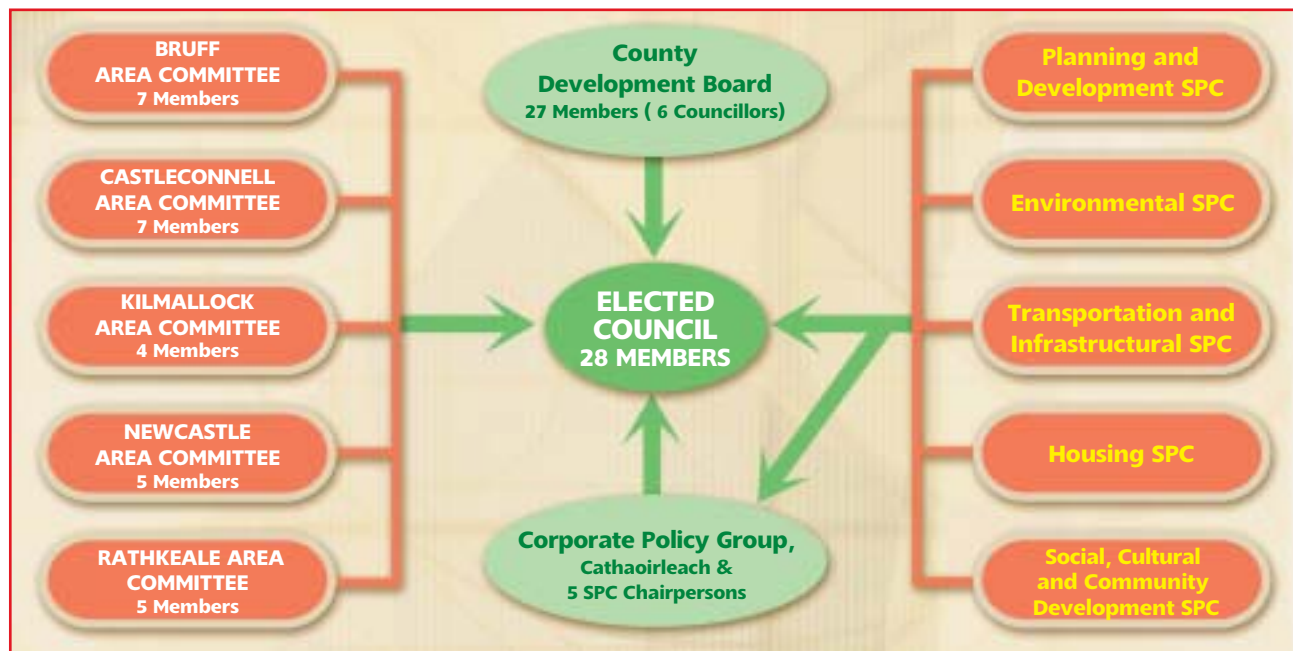 BRUFF
AREA COMMITTEE
7 Members
CASTLECONNELL
AREA COMMITTEE
7 Members
KILMALLOCK
AREA COMMITTEE
4 Members
NEWCASTLE
AREA COMMITTEE
5 Members
RATHKEALE AREA
COMMITTEE
5 Members
County
Development Board
27 Members ( 6 Councillors)
ELECTED
COUNCIL
28 MEMBERS
Corporate Policy Group,
Cathaoirleach &
5 SPC Chairpersons
Planning and
Development SPC
Environmental SPC
Transportation and
Infrastructural SPC
Housing SPC
Social, Cultural
and Community
Development SPC